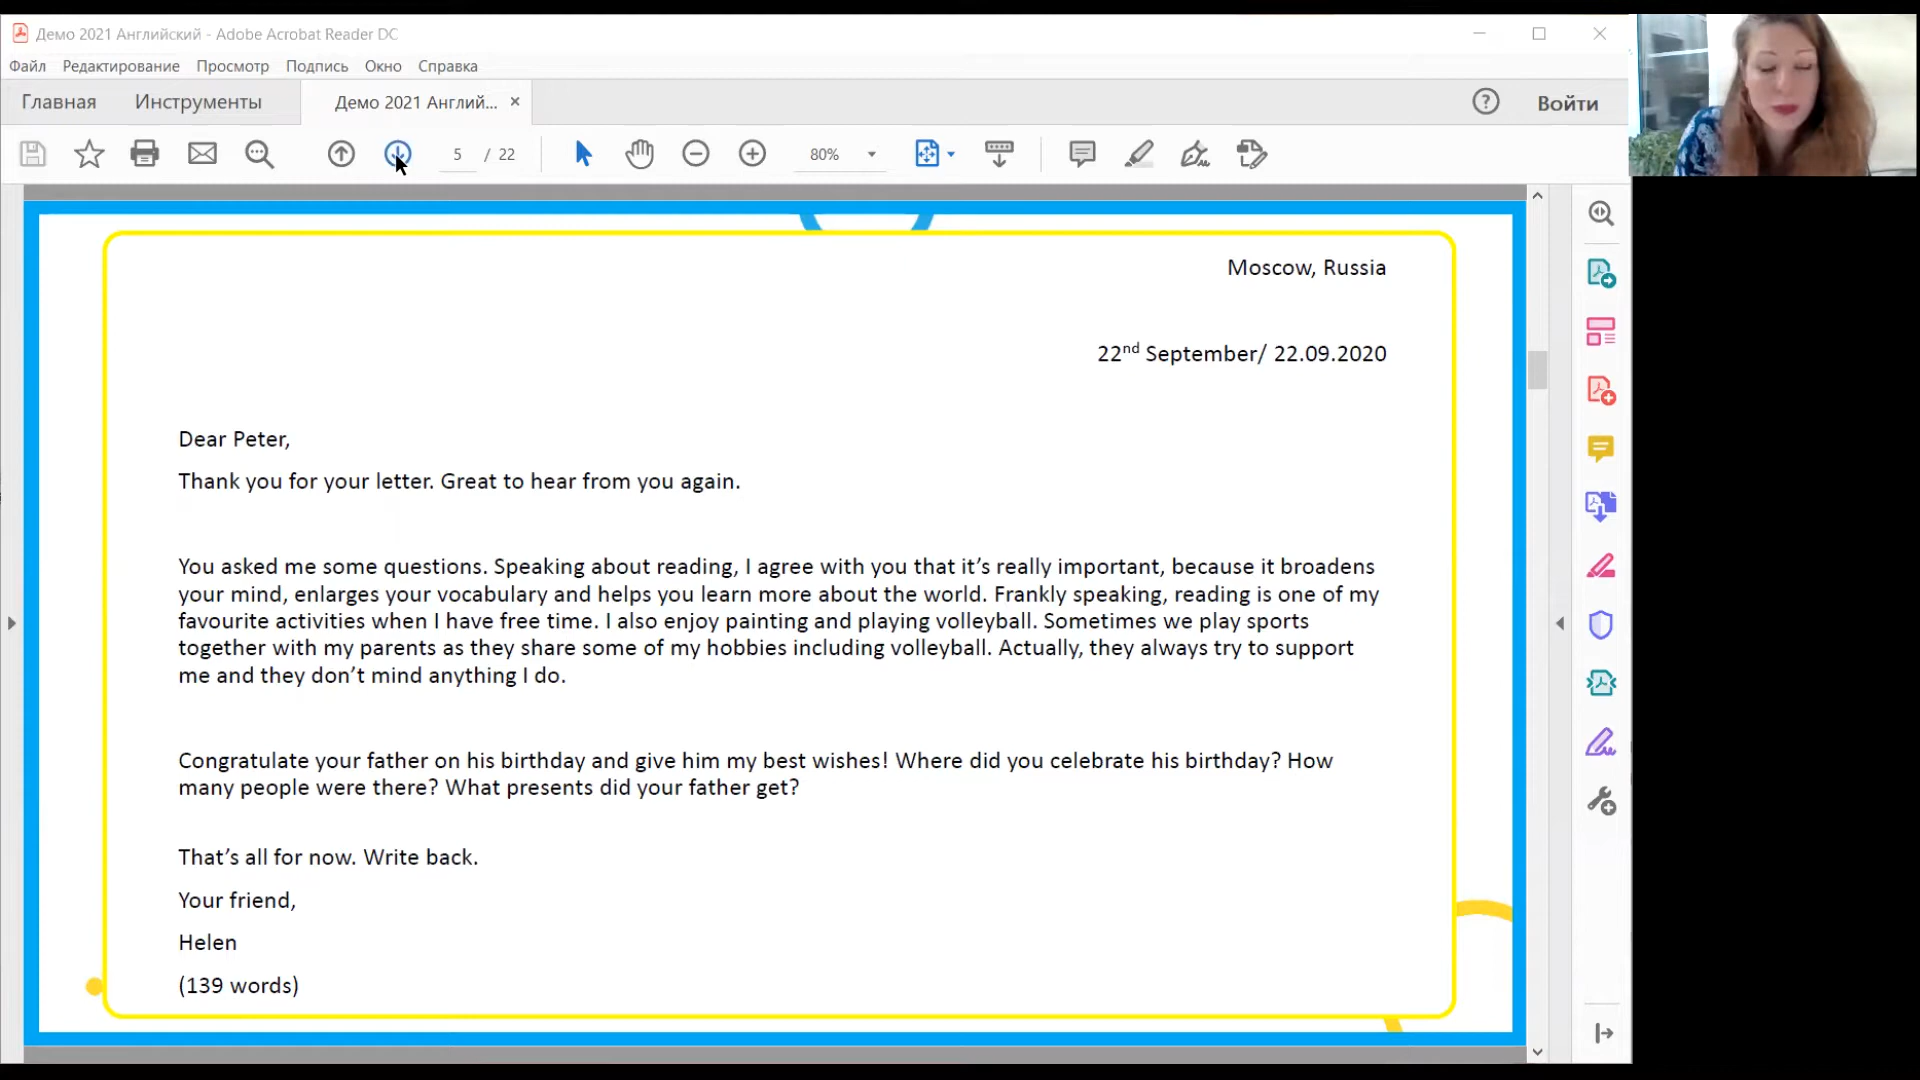 Демо 2021 Английский - Adobe Acrobat Reader DC
Файл Редактирование Просмотр Подпись Окно Справка
Главная Инструменты Демо 2021 Англий... Войти
5 / 22 80%
Moscow, Russia
22nd September/ 22.09.2020
Dear Peter,
Thank you for your letter. Great to hear from you again.
You asked me some questions. Speaking about reading, I agree with you that it’s really important, because it broadens
your mind, enlarges your vocabulary and helps you learn more about the world. Frankly speaking, reading is one of my
favourite activities when I have free time. I also enjoy painting and playing volleyball. Sometimes we play sports
together with my parents as they share some of my hobbies including volleyball. Actually, they always try to support
me and they don’t mind anything I do.
Congratulate your father on his birthday and give him my best wishes! Where did you celebrate his birthday? How
many people were there? What presents did your father get?
That’s all for now. Write back.
Your friend,
Helen
(139 words)